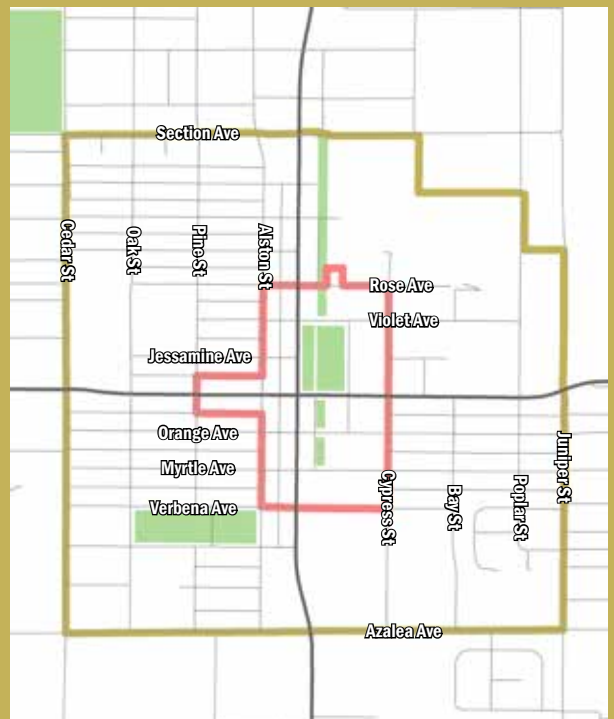 Section Ave
Cedar St
Oak St
Pine St
Alston St
Rose Ave
Violet Ave
Jessamine Ave
Orange Ave
Myrtle Ave
Verbena Ave
Cypress St
Bay St
Poplar St
Juniper St
Azalea Ave